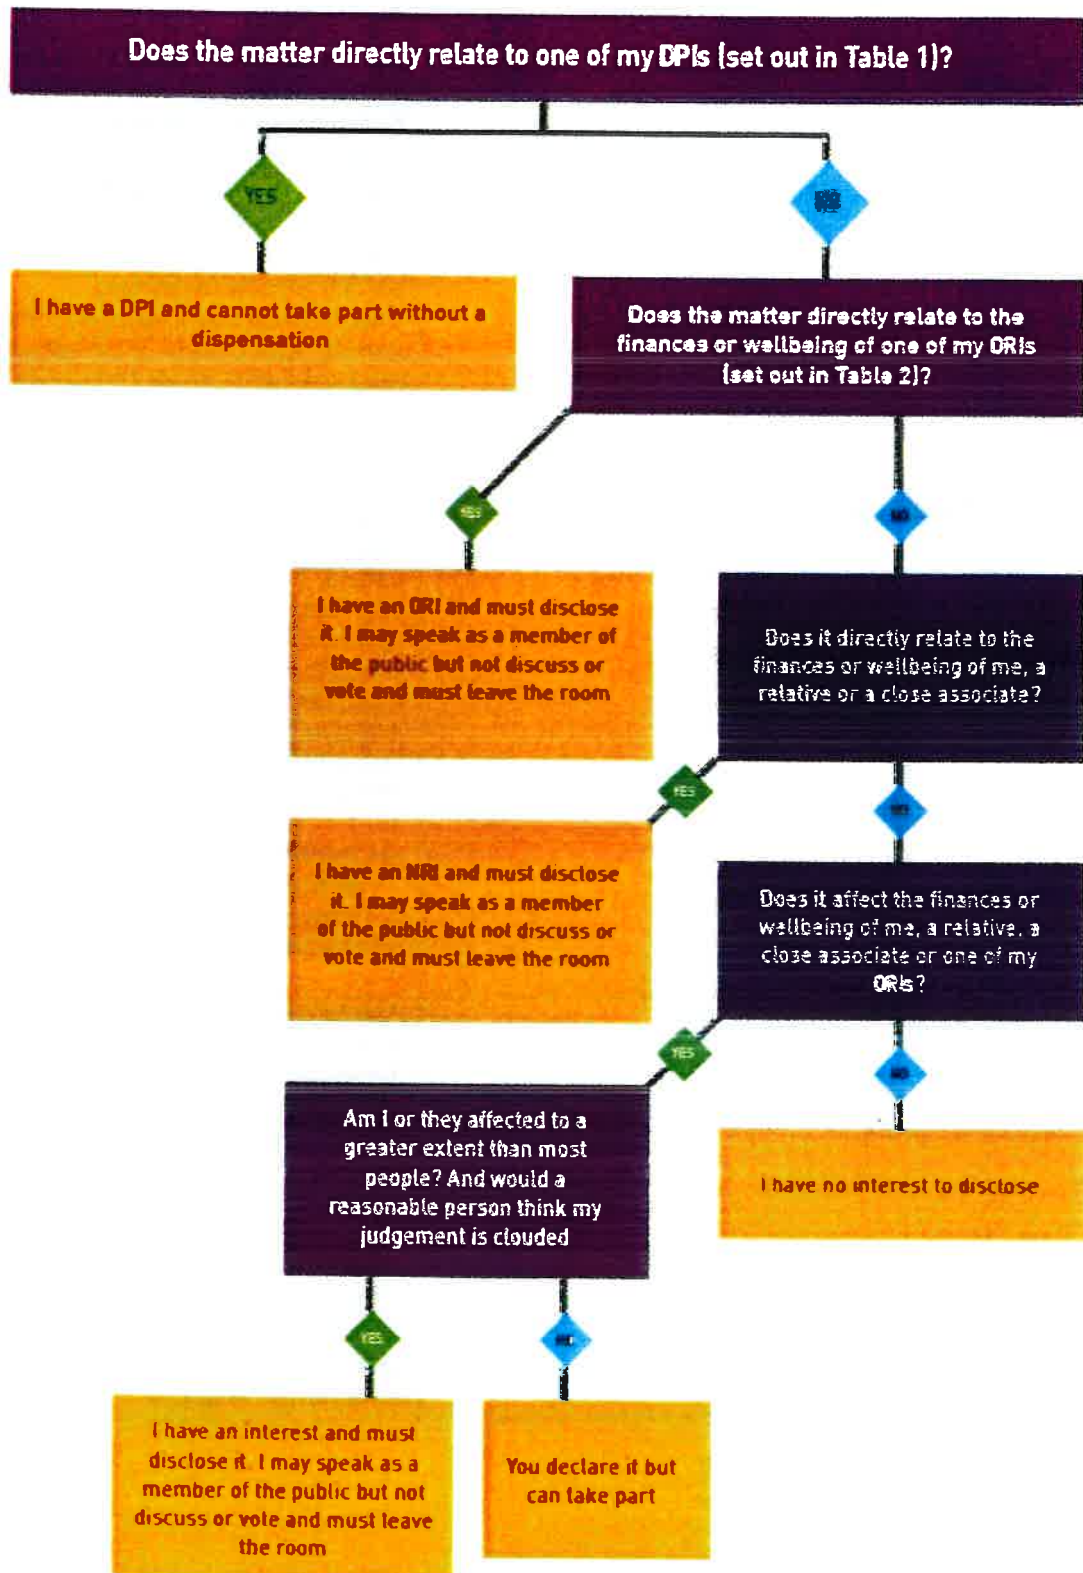 Does the matter directly relate to one of my DPIs (set out in Table 1)?
YES
I have a DPI and cannot take part without a
dispensation
Does the matter directly relate to the
finances or wellbeing of one of my ORIs
(set out in Table 2)?
YES
NO
I have an ORI and must disclose
it. I may speak as a member of
the public but not discuss or
vote and must leave the room
Does it directly relate to the
finances or wellbeing of me, a
relative or a close associate?
YES
I have an NRI and must disclose
it. I may speak as a member
of the public but not discuss or
vote and must leave the room
Does it affect the finances or
wellbeing of me, a relative, a
close associate or one of my
ORIs?
YES
NO
Am I or they affected to a
greater extent than most
people? And would a
reasonable person think my
judgement is clouded
I have no interest to disclose
YES
NO
I have an interest and must
disclose it. I may speak as a
member of the public but not
discuss or vote and must leave
the room
You declare it but
can take part